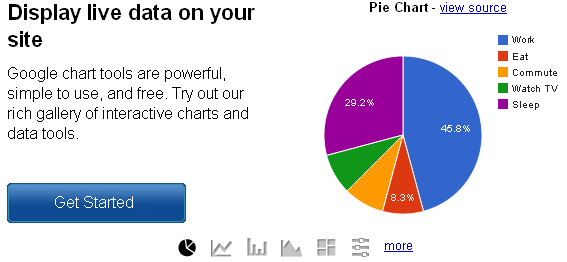 Display live data on your
site
Google chart tools are powerful,
simple to use, and free. Try out our
rich gallery of interactive charts and
data tools.
Get Started
Pie Chart - view source
Work
Eat
Commute
Watch TV
Sleep
29.2%
45.8%
8.3%
more